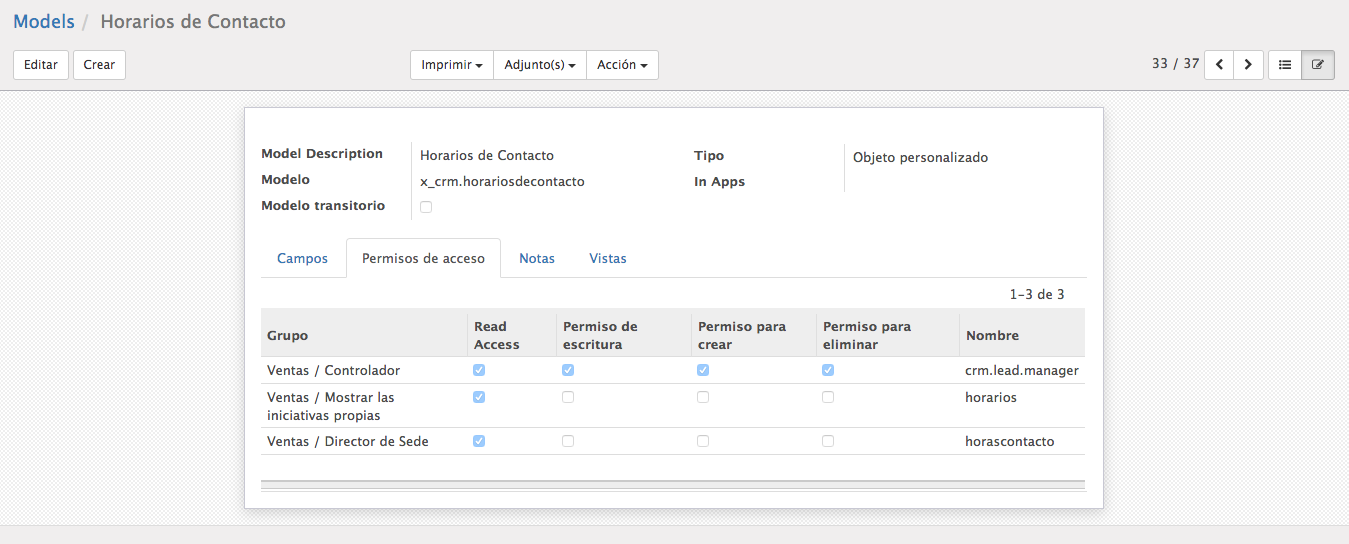 Models / Horarios de Contacto
Editar Crear Imprimir Adjunto(s) Acción 33 / 37
Model Description Horarios de Contacto Tipo Objeto personalizado
Modelo x_crm.horariosdecontacto In Apps
Modelo transitorio
Campos Permisos de acceso Notas Vistas
1-3 de 3
Grupo Read Access Permiso de escritura Permiso para crear Permiso para eliminar Nombre
Ventas / Controlador crm.lead.manager
Ventas / Mostrar las horarios
iniciativas propias
Ventas / Director de Sede horascontacto